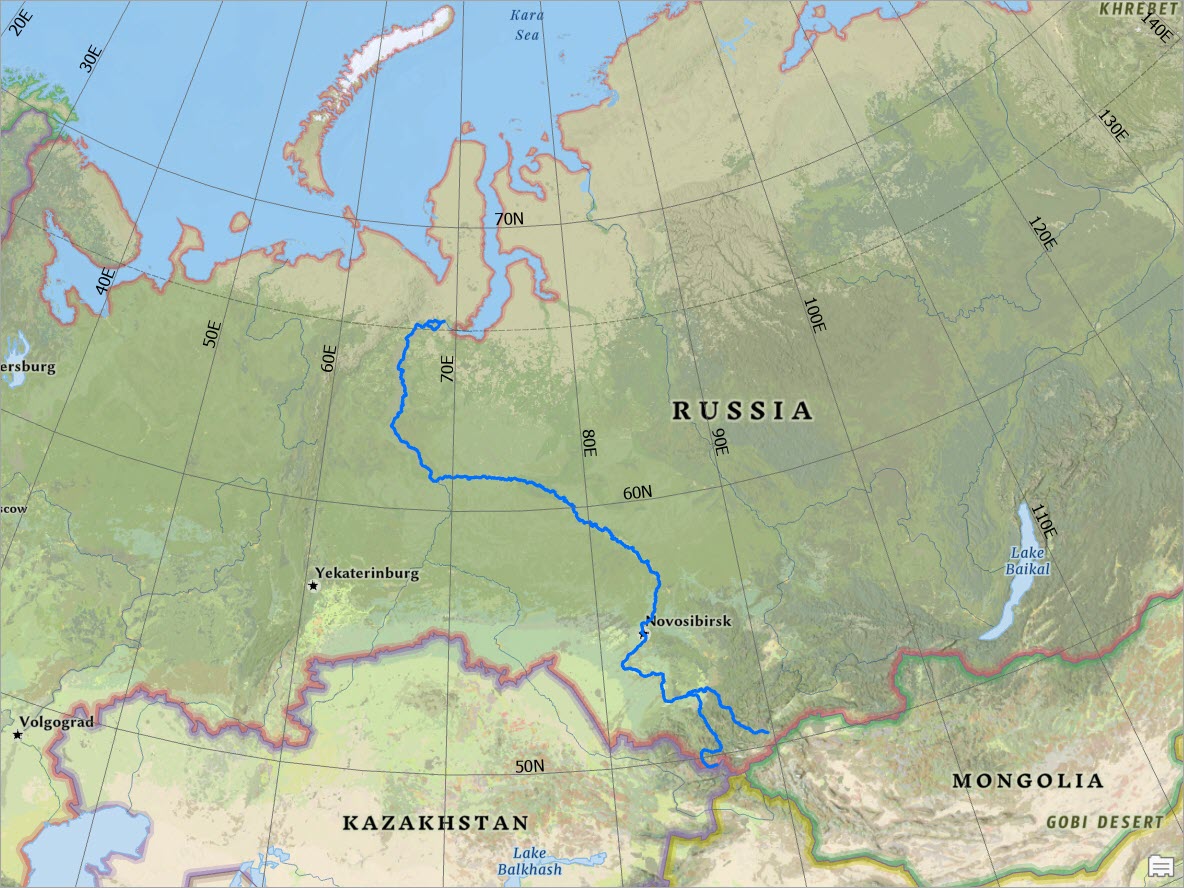 KHREBET
20E
30E
Kara
Sea
140E
130E
70N
120E
40E
50E
60E
100E
ersburg
70E
RUSSIA
80E
90E
60N
scow
110E
Lake
Baikal
Yekaterinburg
Novosibirsk
Volgograd
50N
MONGOLIA
KAZAKHSTAN
GOBI DESERT
Lake
Balkhash